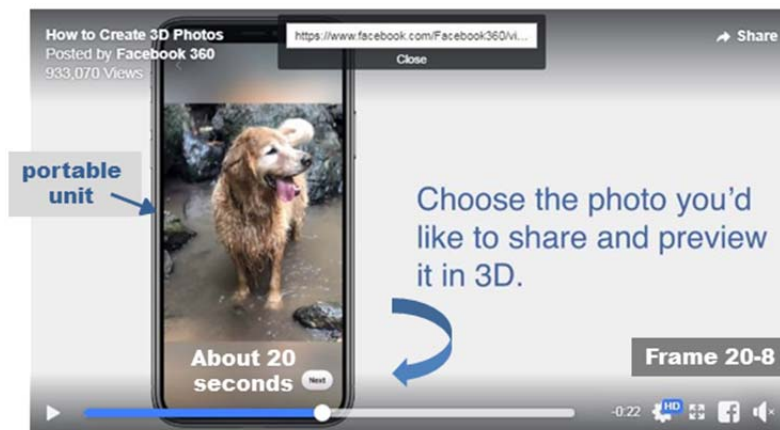 How to Create 3D Photos
Posted by Facebook 360
933,070 Views
https://www.facebook.com/Facebook360/vi...
Close
Share
portable
unit
Choose the photo you'd
like to share and preview
it in 3D.
About 20
seconds
Next
Frame 20-8
-0:22
HD